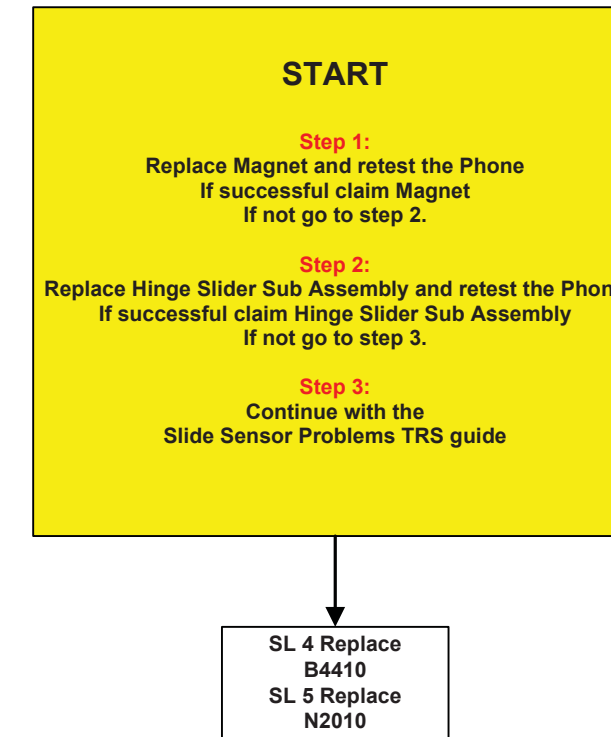 START
Step 1:
Replace Magnet and retest the Phone
If successful claim Magnet
If not go to step 2.
Step 2:
Replace Hinge Slider Sub Assembly and retest the Phon
If successful claim Hinge Slider Sub Assembly
If not go to step 3.
Step 3:
Continue with the
Slide Sensor Problems TRS guide
SL 4 Replace
B4410
SL 5 Replace
N2010